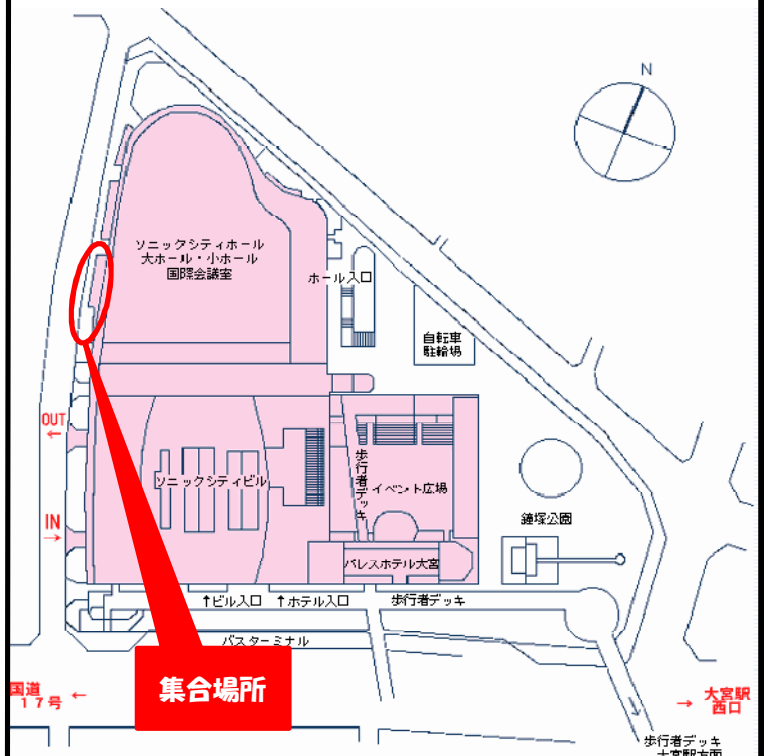 N
ソニックシティホール
大ホール・小ホール
国際会議室
ホール入口
自転車
駐輪場
OUT
←
歩行者デッキ
イベント広場
ソニックシティビル
IN
→
鐘塚公園
パレスホテル大宮
↑ビル入口
↑ホテル入口
歩行者デッキ
バスターミナル
集合場所
国道
17号 ←
→ 大宮駅
西口
歩行者デッキ
大宮駅方面